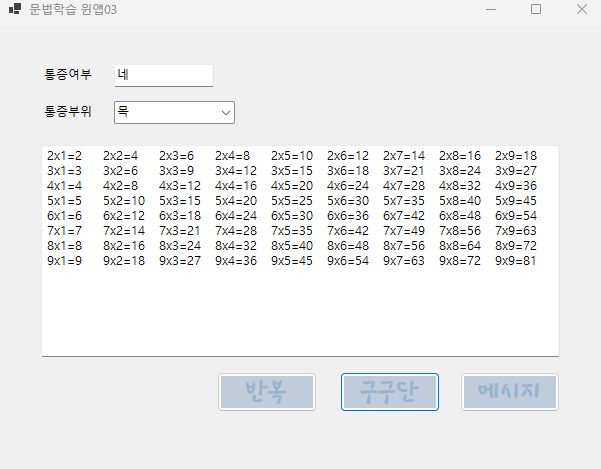 문법학습 윈앱03
통증여부 네
통증부위 목
2x1=2 2x2=4 2x3=6 2x4=8 2x5=10 2x6=12 2x7=14 2x8=16 2x9=18
3x1=3 3x2=6 3x3=9 3x4=12 3x5=15 3x6=18 3x7=21 3x8=24 3x9=27
4x1=4 4x2=8 4x3=12 4x4=16 4x5=20 4x6=24 4x7=28 4x8=32 4x9=36
5x1=5 5x2=10 5x3=15 5x4=20 5x5=25 5x6=30 5x7=35 5x8=40 5x9=45
6x1=6 6x2=12 6x3=18 6x4=24 6x5=30 6x6=36 6x7=42 6x8=48 6x9=54
7x1=7 7x2=14 7x3=21 7x4=28 7x5=35 7x6=42 7x7=49 7x8=56 7x9=63
8x1=8 8x2=16 8x3=24 8x4=32 8x5=40 8x6=48 8x7=56 8x8=64 8x9=72
9x1=9 9x2=18 9x3=27 9x4=36 9x5=45 9x6=54 9x7=63 9x8=72 9x9=81
반복 구구단 메시지